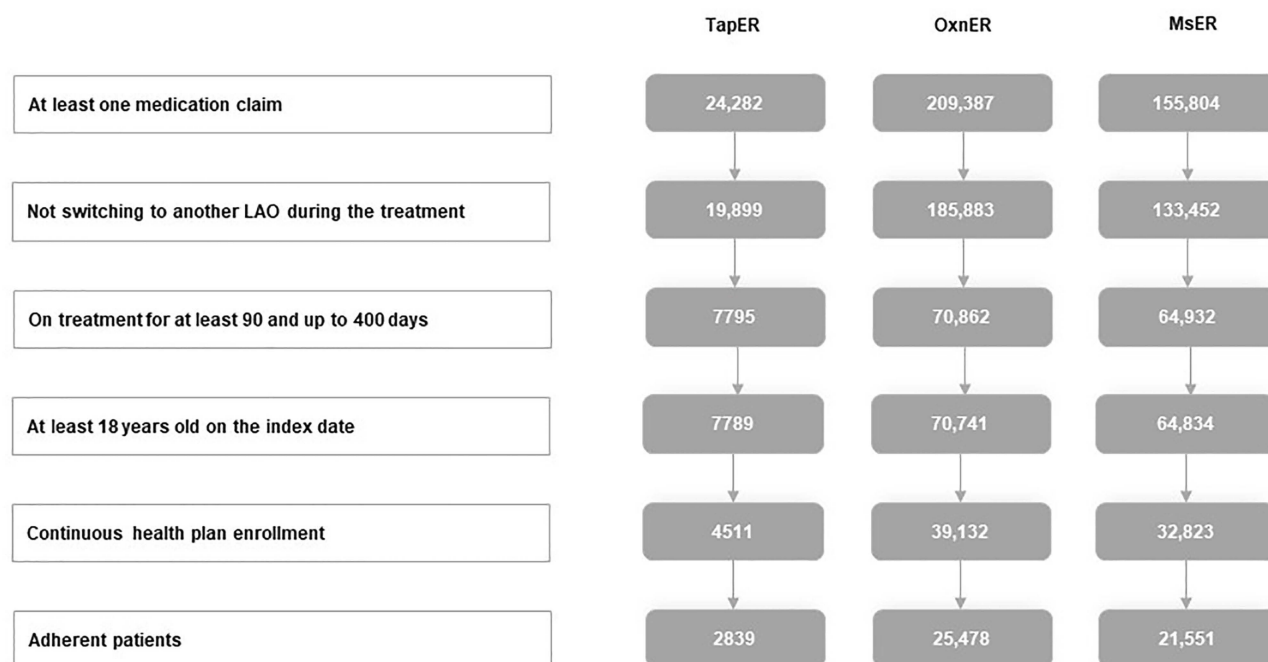 TapER OxnER MsER
At least one medication claim 24,282 209,387 155,804
Not switching to another LAO during the treatment 19,899 185,883 133,452
On treatment for at least 90 and up to 400 days 7795 70,862 64,932
At least 18 years old on the index date 7789 70,741 64,834
Continuous health plan enrollment 4511 39,132 32,823
Adherent patients 2839 25,478 21,551